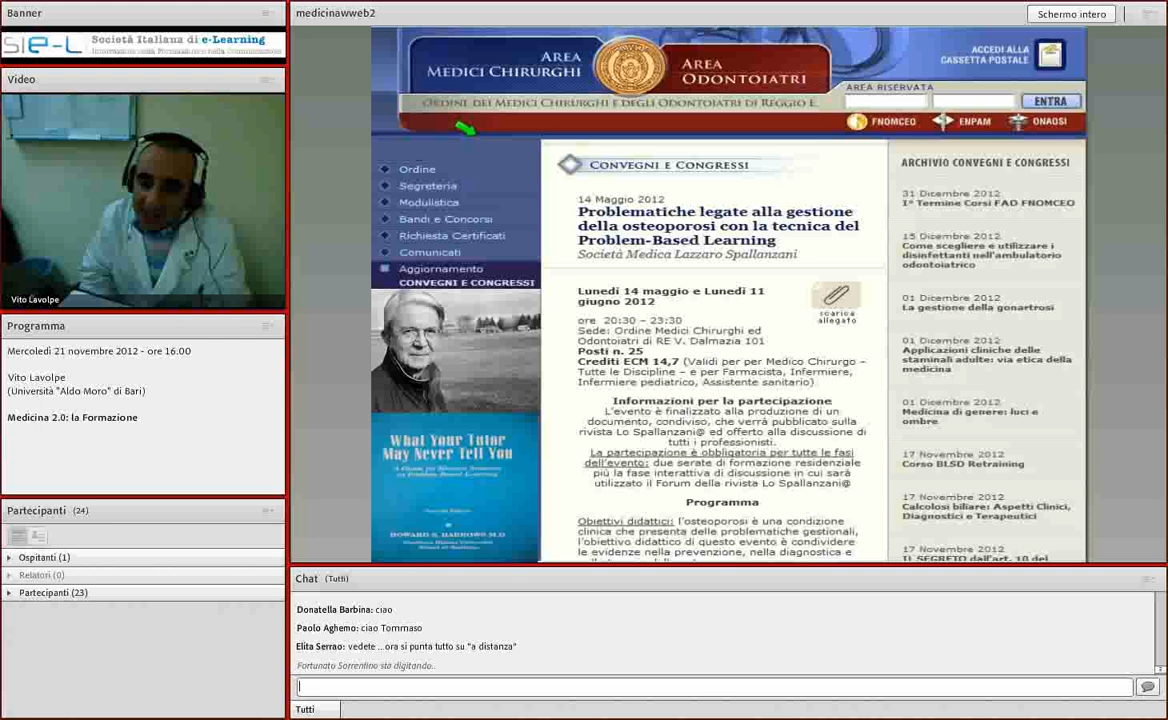 Banner
SIE-L Società Italiana di e-Learning
Video
Vito Lavolpe
Programma
Mercoledì 21 novembre 2012 - ore 16.00
Vito Lavolpe
(Università "Aldo Moro" di Bari)
Medicina 2.0: la Formazione
Partecipanti (24)
Ospitanti (1)
Relatori (0)
Partecipanti (23)
medicinawweb2
Schermo intero
AREA MEDICI CHIRURGHI
AREA ODONTOIATRI
ACCEDI ALLA CASSETTA POSTALE
ORDINE DEI MEDICI CHIRURGHI E DEGLI ODONTOIATRI DI REGGIO E.
AREA RISERVATA
ENTRA
FNOMCEO ENPAM ONAOSI
Ordine
Segreteria
Modulistica
Bandi e Concorsi
Richiesta Certificati
Comunicati
Aggiornamento
CONVEGNI E CONGRESSI
WHAT YOUR TUTOR
MAY NEVER TELL YOU
HOWARD S. BARROWS M.D
CONVEGNI E CONGRESSI
14 Maggio 2012
Problematiche legate alla gestione
della osteoporosi con la tecnica del
Problem-Based Learning
Società Medica Lazzaro Spallanzani
Lunedì 14 maggio e Lunedì 11
giugno 2012
scarica
allegato
ore 20:30 – 23:30
Sede: Ordine Medici Chirurghi ed
Odontoiatri di RE V. Dalmazia 101
Posti n. 25
Crediti ECM 14,7 (Validi per per Medico Chirurgo –
Tutte le Discipline – e per Farmacista, Infermiere,
Infermiere pediatrico, Assistente sanitario)
Informazioni per la partecipazione
L'evento è finalizzato alla produzione di un
documento, condiviso, che verrà pubblicato sulla
rivista Lo Spallanzani@ ed offerto alla discussione di
tutti i professionisti.
La partecipazione è obbligatoria per tutte le fasi
dell'evento: due serate di formazione residenziale
più la fase interattiva di discussione in cui sarà
utilizzato il Forum della rivista Lo Spallanzani@
Programma
Obiettivi didattici: l'osteoporosi è una condizione
clinica che presenta delle problematiche gestionali,
l'obiettivo didattico di questo evento è condividere
le evidenze nella prevenzione, nella diagnostica e
ARCHIVIO CONVEGNI E CONGRESSI
31 Dicembre 2012
1° Termine Corsi FAD FNOMCEO
15 Dicembre 2012
Come scegliere e utilizzare i
disinfettanti nell'ambulatorio
odontoiatrico
01 Dicembre 2012
La gestione della gonartrosi
01 Dicembre 2012
Applicazioni cliniche delle
staminali adulte: via etica della
medicina
01 Dicembre 2012
Medicina di genere: luci e
ombre
17 Novembre 2012
Corso BLSD Retraining
17 Novembre 2012
Calcolosi biliare: Aspetti Clinici,
Diagnostici e Terapeutici
17 Novembre 2012
IL SEGRETO dall'art. 10 del
Chat (Tutti)
Donatella Barbina: ciao
Paolo Aghemo: ciao Tommaso
Elita Serrao: vedete ...ora si punta tutto su "a distanza"
Fortunato Sorrentino sta digitando..
Tutti